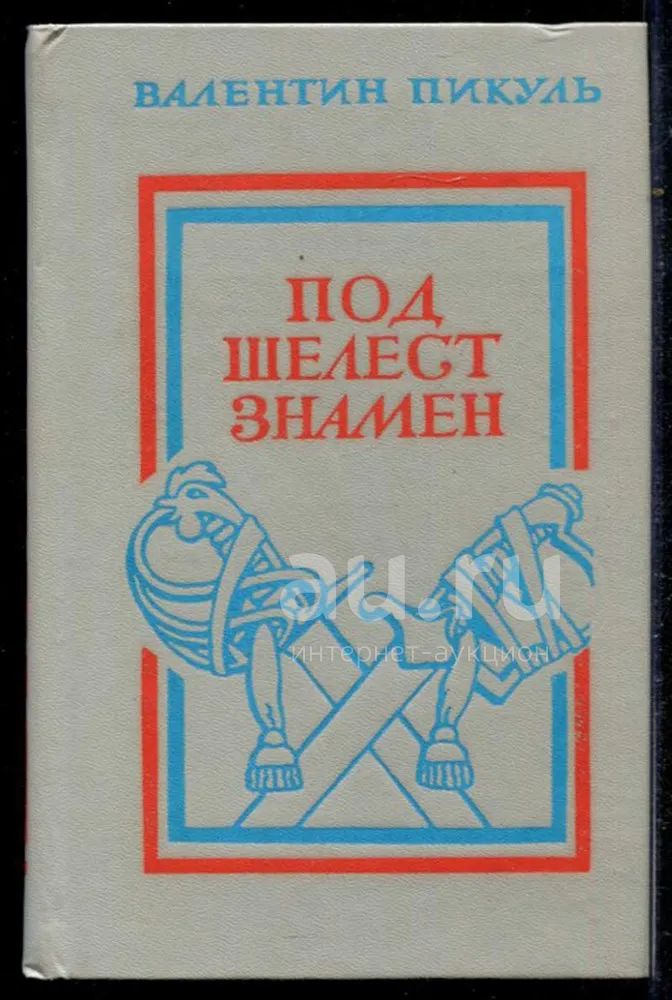 ВАЛЕНТИН ПИКУЛЬ
ПОД
ШЕЛЕСТ
ЗНАМЕН
au.ru
интернет-аукцион